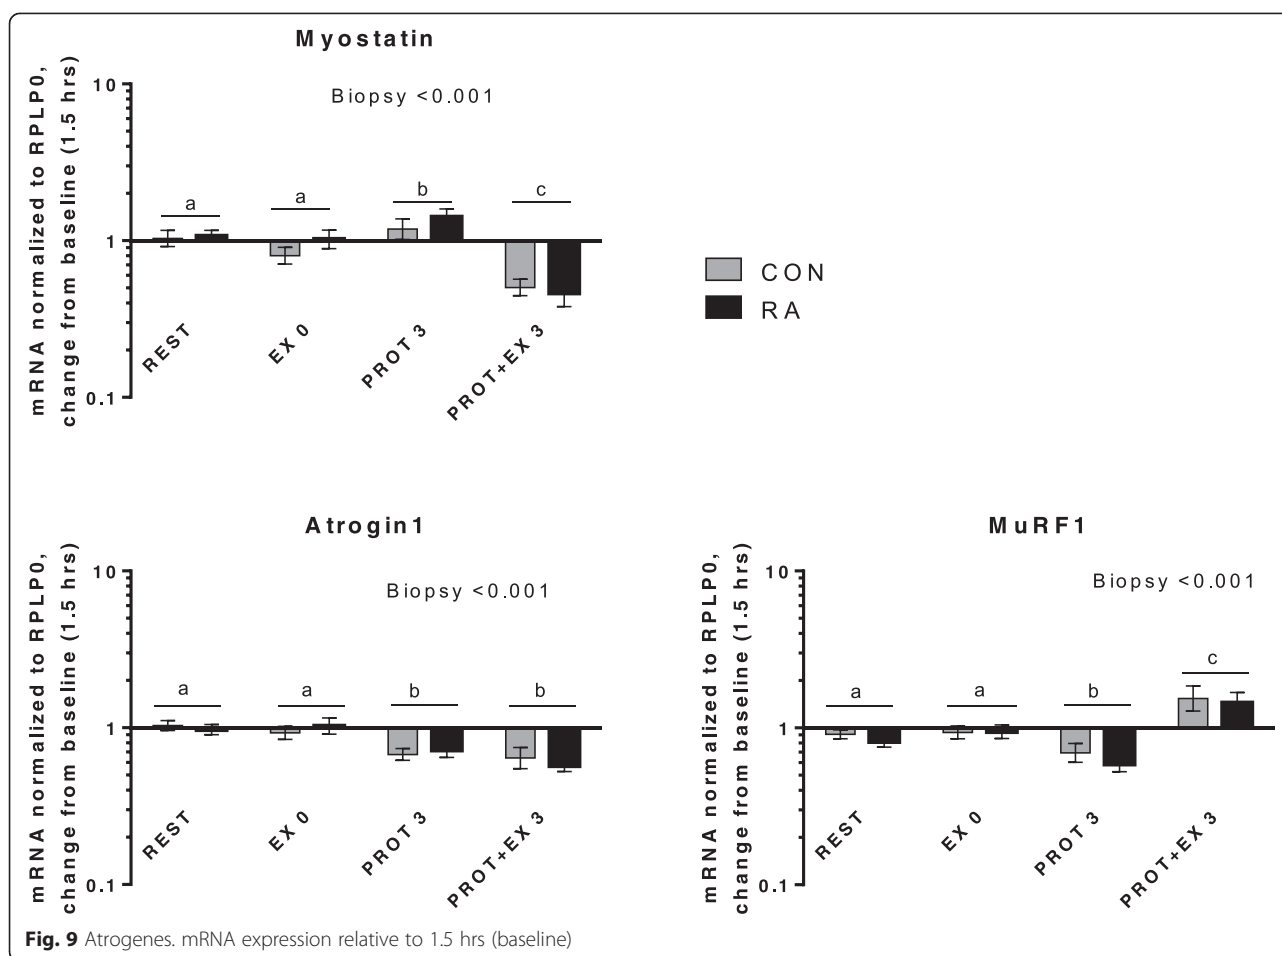 Myostatin
mRNA normalized to RPLP0,
change from baseline (1.5 hrs)
10
1
0.1
Biopsy <0.001
a
a
b
c
REST
EX 0
PROT 3
PROT+EX 3
CON
RA
Atrogin1
mRNA normalized to RPLP0,
change from baseline (1.5 hrs)
10
1
0.1
Biopsy <0.001
a
a
b
b
REST
EX 0
PROT 3
PROT+EX 3
MuRF1
mRNA normalized to RPLP0,
change from baseline (1.5 hrs)
10
1
0.1
Biopsy <0.001
a
a
b
c
REST
EX 0
PROT 3
PROT+EX 3
Fig. 9 Atrogenes. mRNA expression relative to 1.5 hrs (baseline)